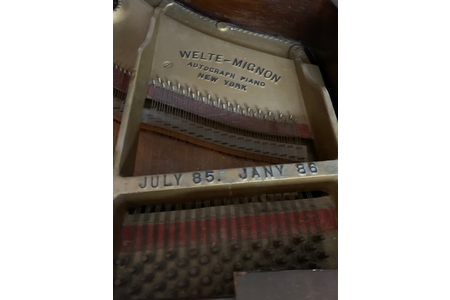 WELTE-MIGNON
AUTOGRAPH PIANO
NEW YORK
JULY 85. JANY 86